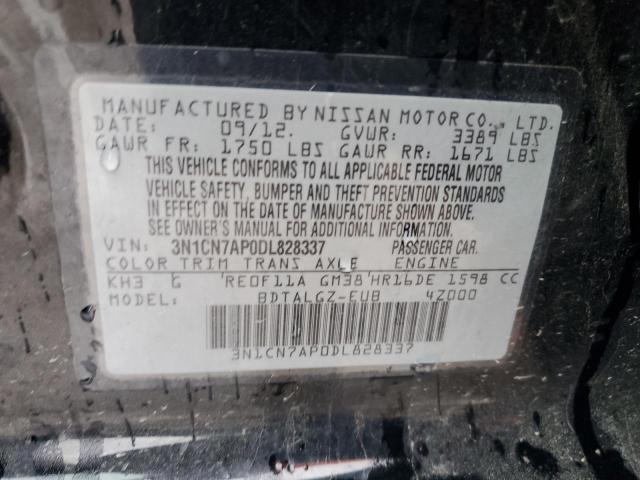 MANUFACTURED BY NISSAN MOTOR CO., LTD.
DATE: 09/12. GVWR: 3389 LBS
GAWR FR: 1750 LBS GAWR RR: 1671 LBS
THIS VEHICLE CONFORMS TO ALL APPLICABLE FEDERAL MOTOR
VEHICLE SAFETY, BUMPER AND THEFT PREVENTION STANDARDS
IN EFFECT ON THE DATE OF MANUFACTURE SHOWN ABOVE.
SEE OWNER'S MANUAL FOR ADDITIONAL INFORMATION.
VIN: 3N1CN7AP0DL828337 PASSENGER CAR.
COLOR TRIM TRANS AXLE ENGINE
KH3 G 'RE0F11A GM38'HR16DE 1598 CC
MODEL: BDTALGZ-EUB 4Z000
3N1CN7AP0DL828337